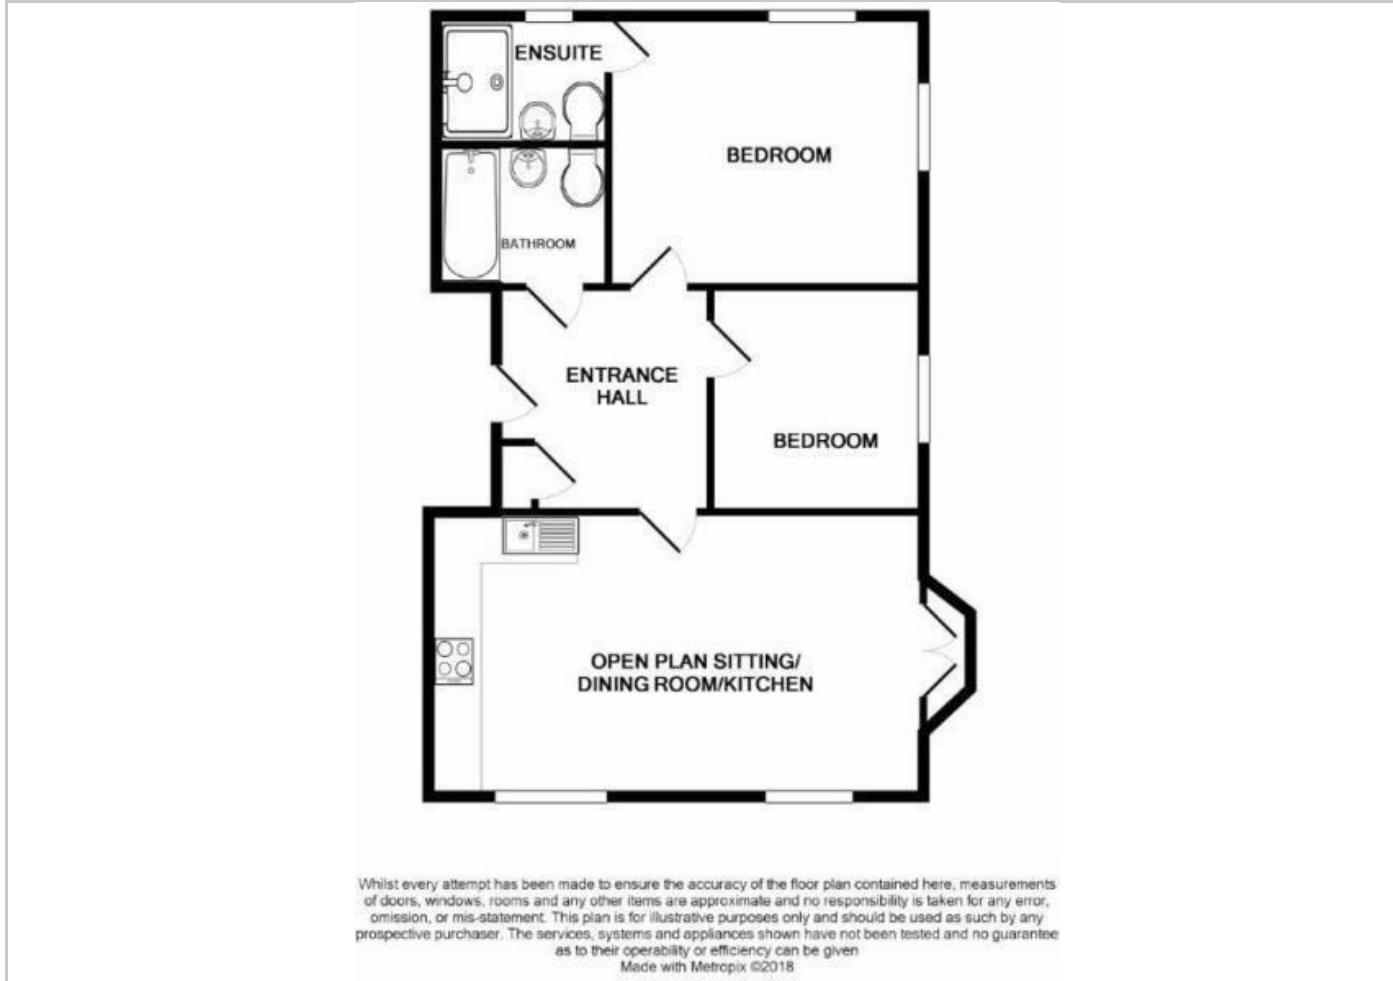 ENSUITE
BEDROOM
BATHROOM
ENTRANCE
HALL
BEDROOM
OPEN PLAN SITTING/
DINING ROOM/KITCHEN
Whilst every attempt has been made to ensure the accuracy of the floor plan contained here, measurements
of doors, windows, rooms and any other items are approximate and no responsibility is taken for any error,
omission, or mis-statement. This plan is for illustrative purposes only and should be used as such by any
prospective purchaser. The services, systems and appliances shown have not been tested and no guarantee
as to their operability or efficiency can be given
Made with Metropix ©2018